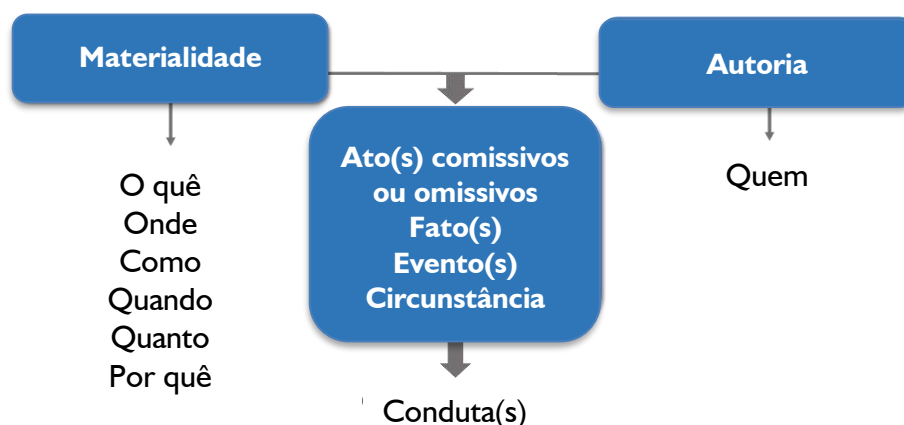 Materialidade
Autoria
Ato(s) comissivos
ou omissivos
Fato(s)
Evento(s)
Circunstância
O quê
Onde
Como
Quando
Quanto
Por quê
Quem
Conduta(s)